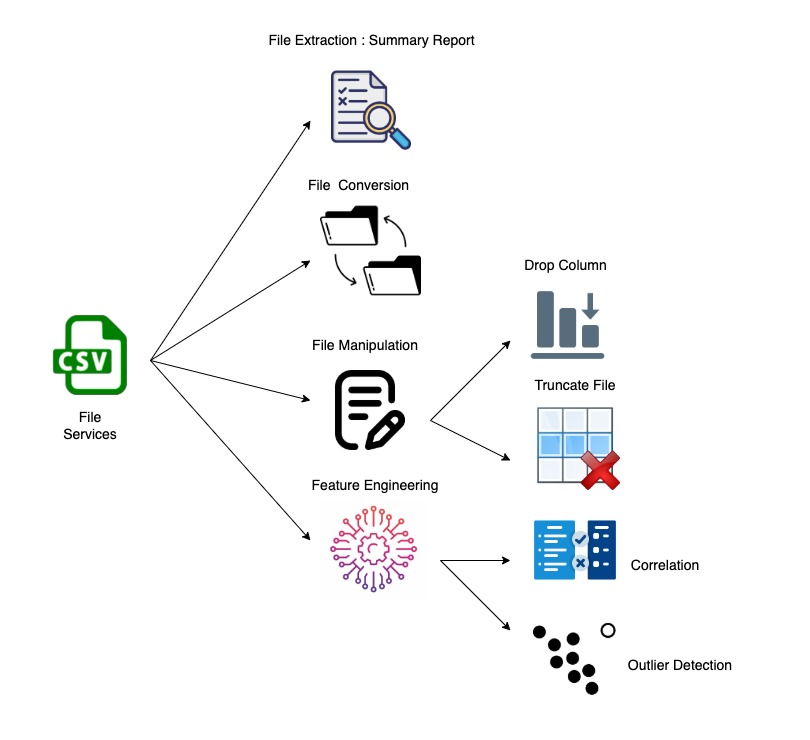 File Extraction : Summary Report
File Conversion
Drop Column
File Manipulation
CSV
Truncate File
File
Services
Feature Engineering
Correlation
Outlier Detection